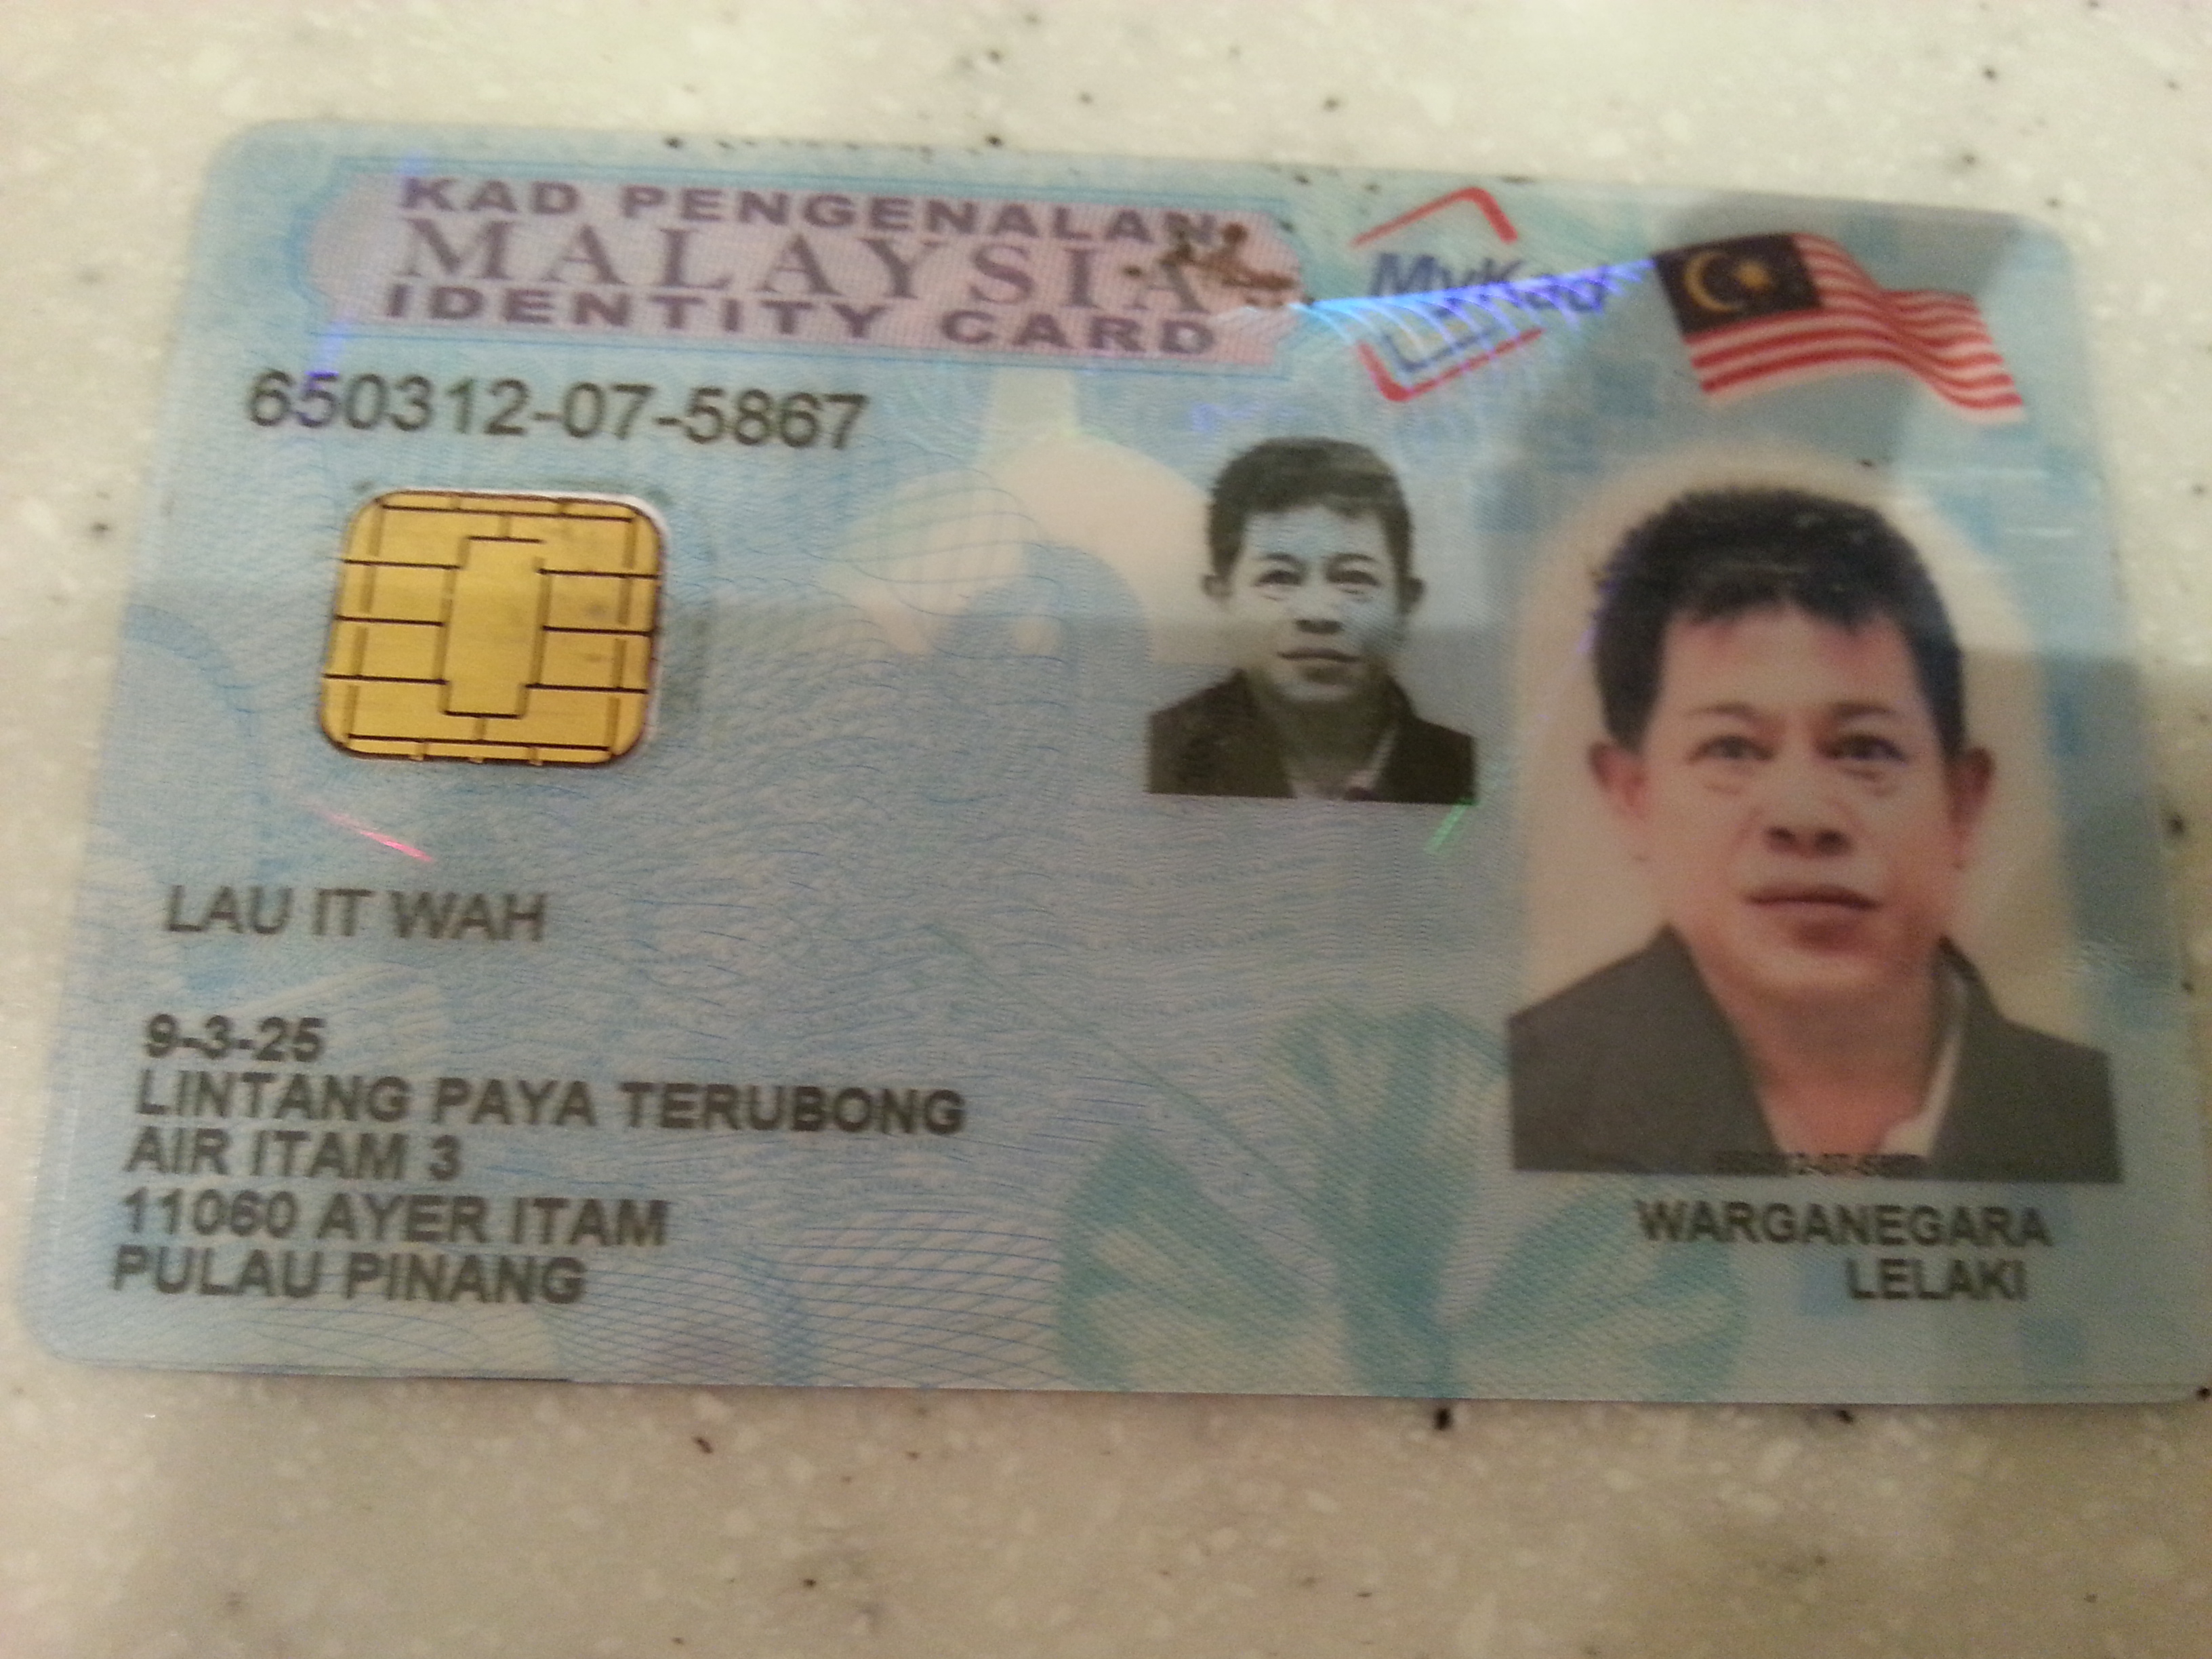 KAD PENGENALAN
MALAYSIA
IDENTITY CARD
MyKad
650312-07-5867
LAU IT WAH
9-3-25
LINTANG PAYA TERUBONG
AIR ITAM 3
11060 AYER ITAM
PULAU PINANG
WARGANEGARA
LELAKI